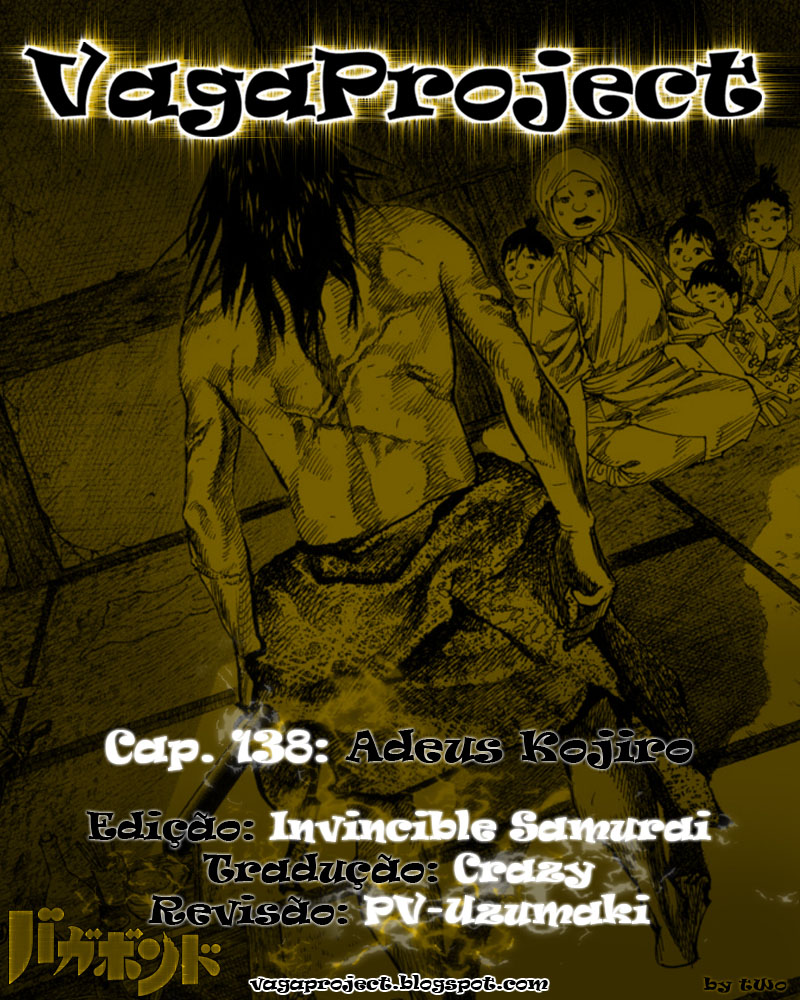 VagaProject
Cap. 138: Adeus Kojiro
Edição: Invincible Samurai
Tradução: Crazy
Revisão: PV-Uzumaki
バガボンド
vagaproject.blogspot.com
by tWo